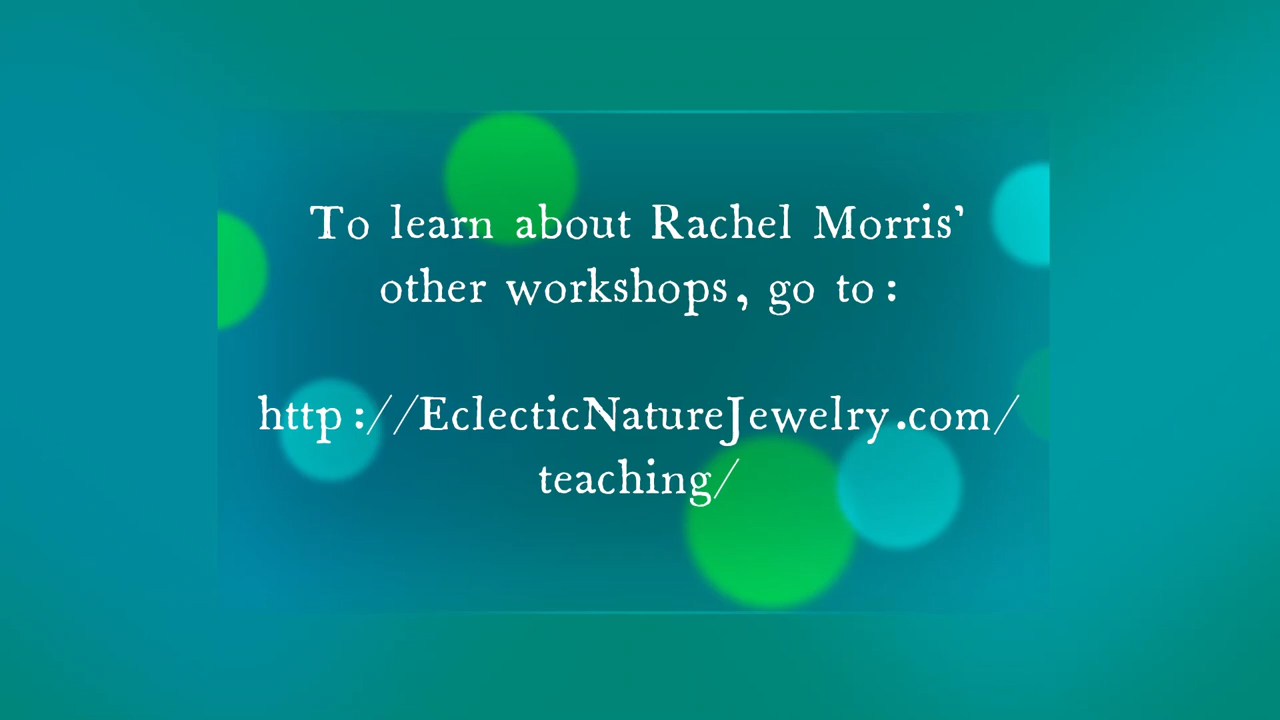 To learn about Rachel Morris’
other workshops, go to:
http://EclecticNatureJewelry.com/
teaching/